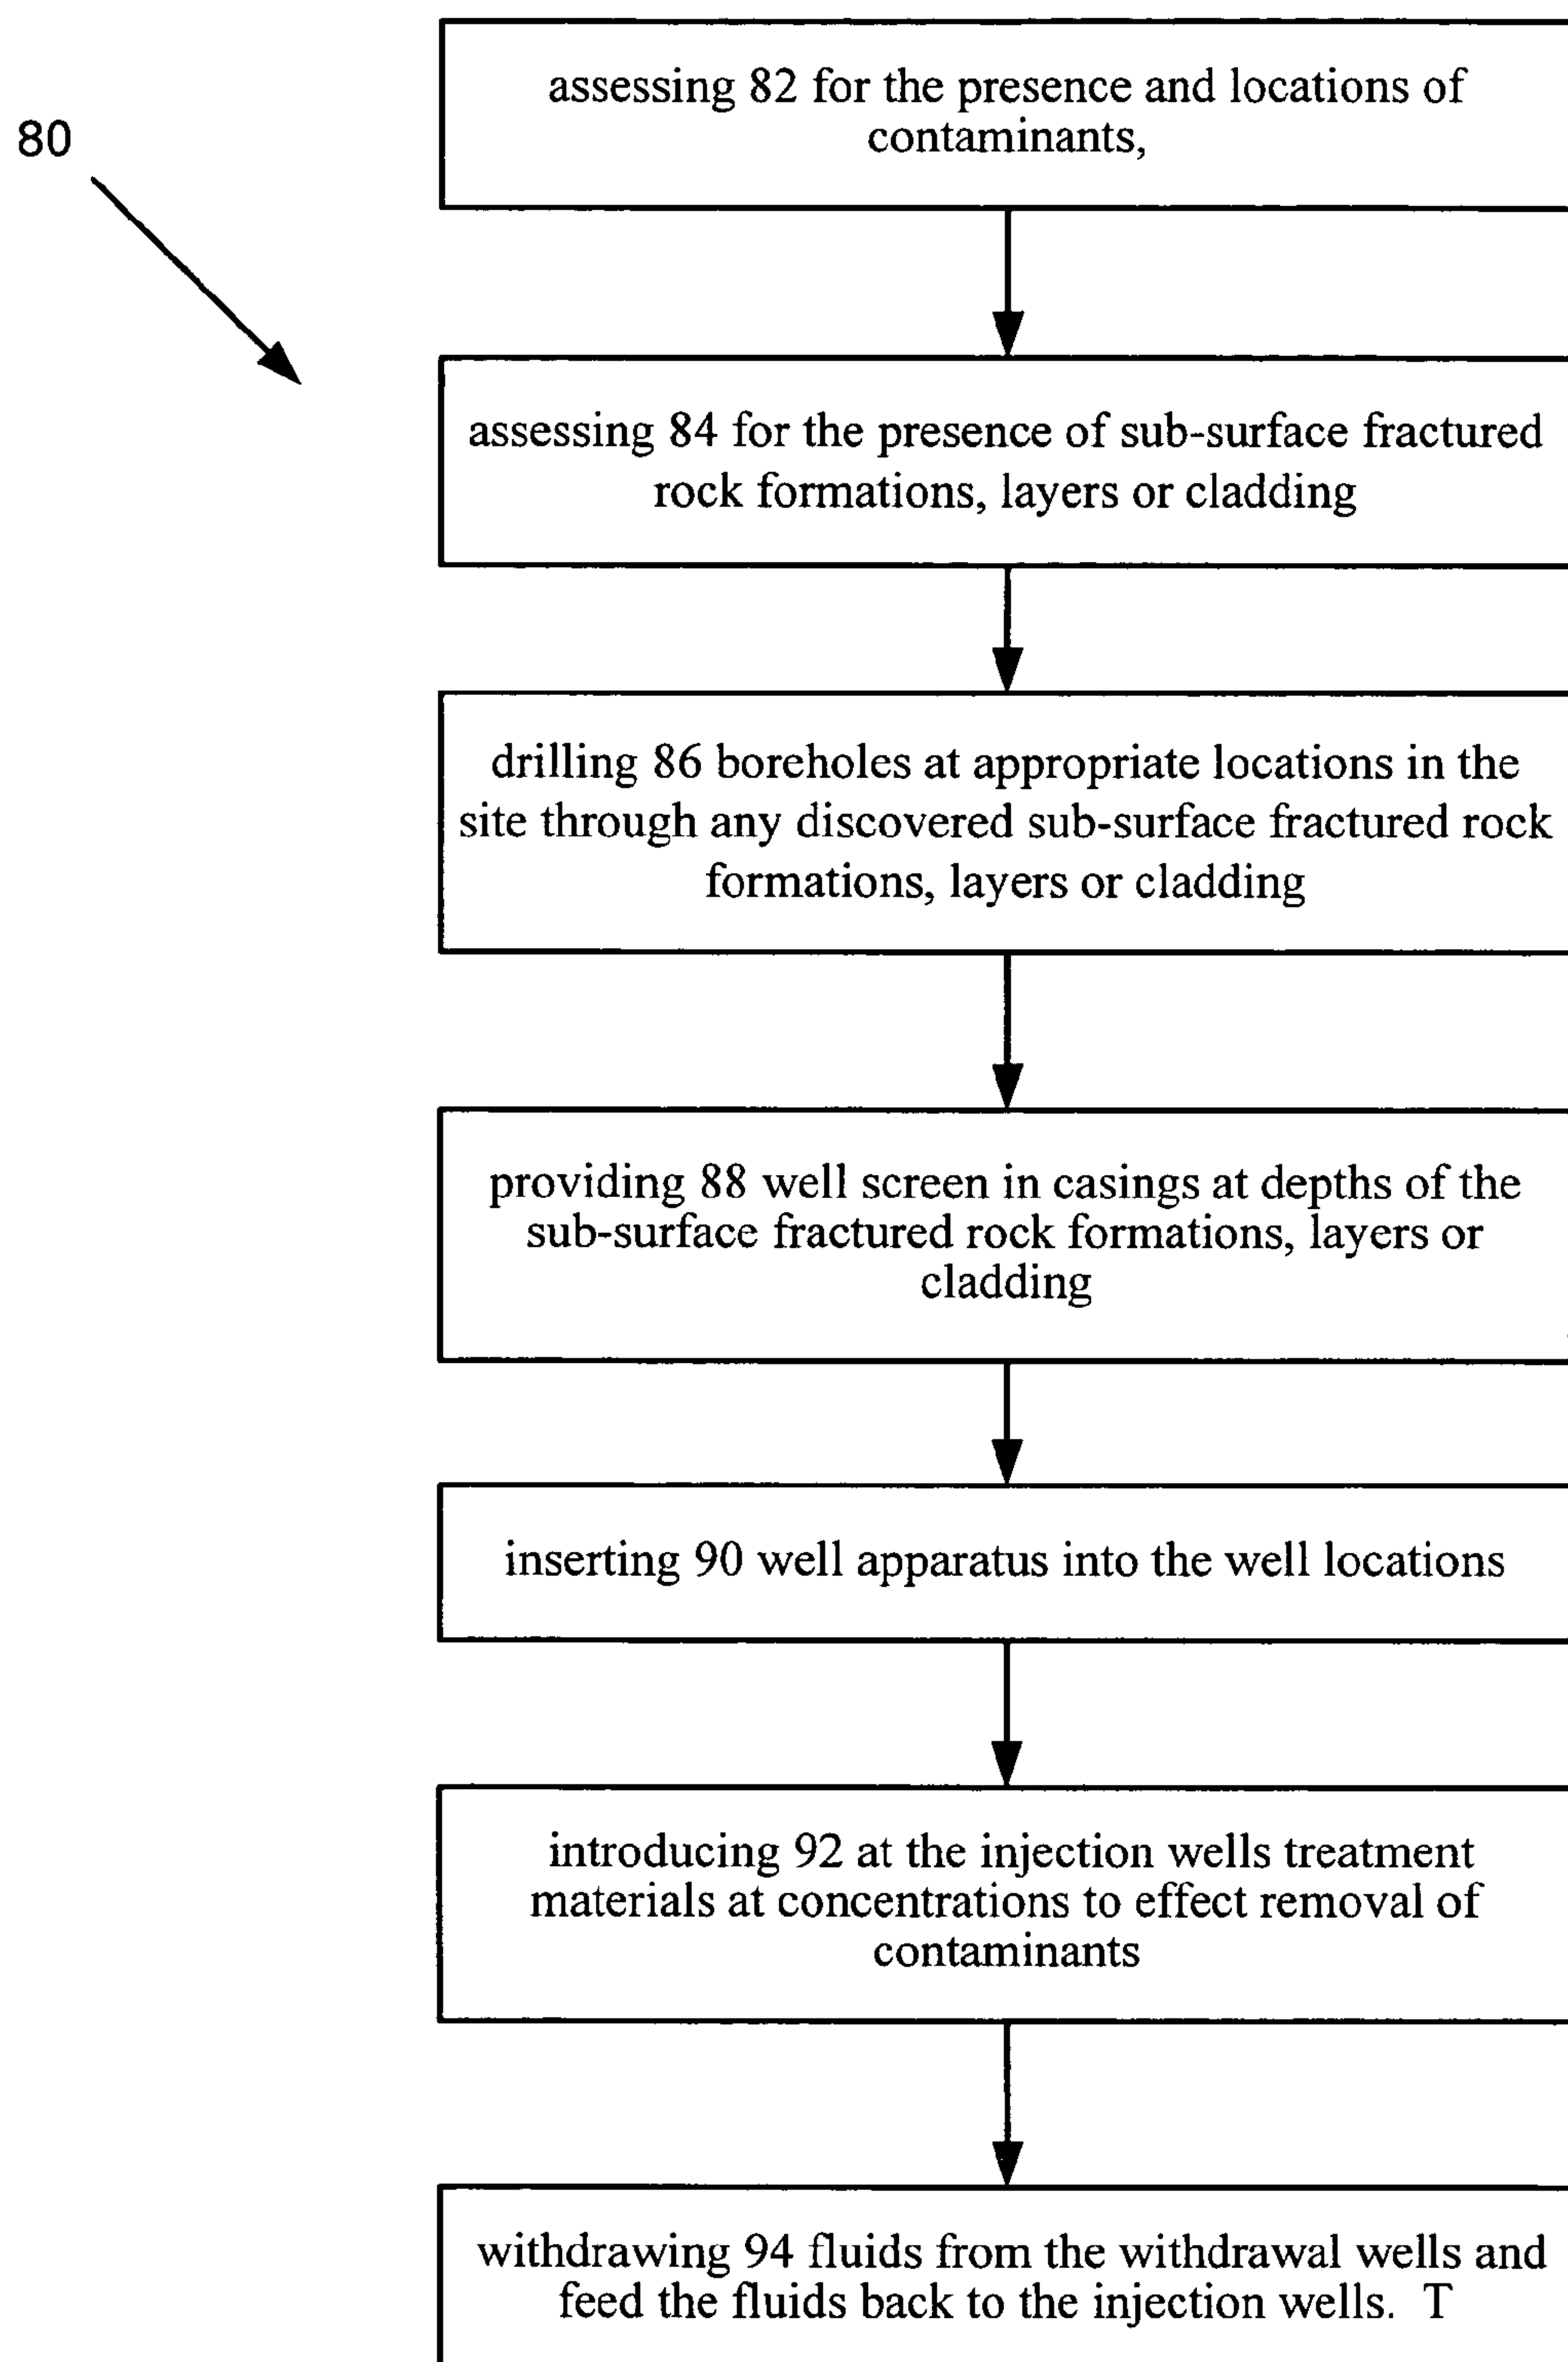 assessing 82 for the presence and locations of
contaminants,
80
assessing 84 for the presence of sub-surface fractured
rock formations, layers or cladding
drilling 86 boreholes at appropriate locations in the
site through any discovered sub-surface fractured rock
formations, layers or cladding
providing 88 well screen in casings at depths of the
sub-surface fractured rock formations, layers or
cladding
inserting 90 well apparatus into the well locations
introducing 92 at the injection wells treatment
materials at concentrations to effect removal of
contaminants
withdrawing 94 fluids from the withdrawal wells and
feed the fluids back to the injection wells. T